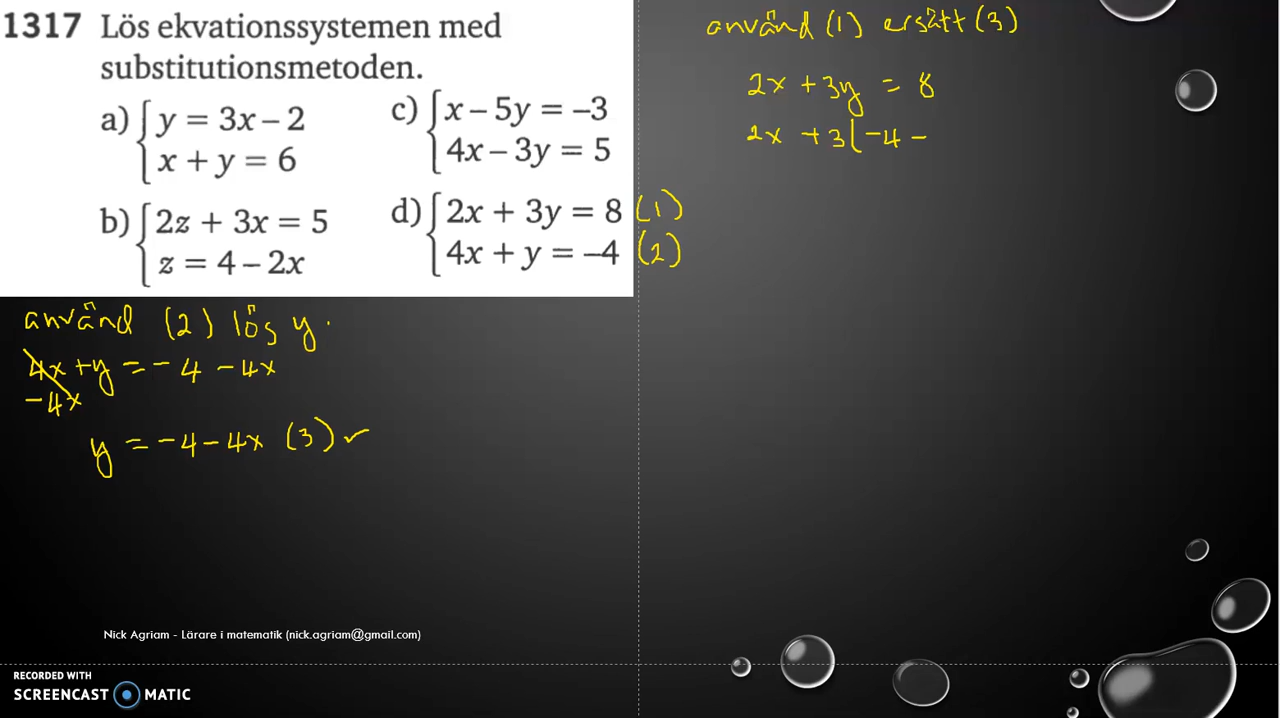 1317 Lös ekvationssystemen med
substitutionsmetoden.
a) { y = 3x – 2
x + y = 6
b) { 2z + 3x = 5
z = 4 – 2x
c) { x – 5y = –3
4x – 3y = 5
d) { 2x + 3y = 8 (1)
4x + y = –4 (2)
använd (2) lös y.
4x + y = -4 - 4x
-4x
y = -4 - 4x (3) ✓
använd (1) ersätt (3)
2x + 3y = 8
2x + 3(-4 -
Nick Agriam - Lärare i matematik (nick.agriam@gmail.com)
RECORDED WITH
SCREENCAST MATIC